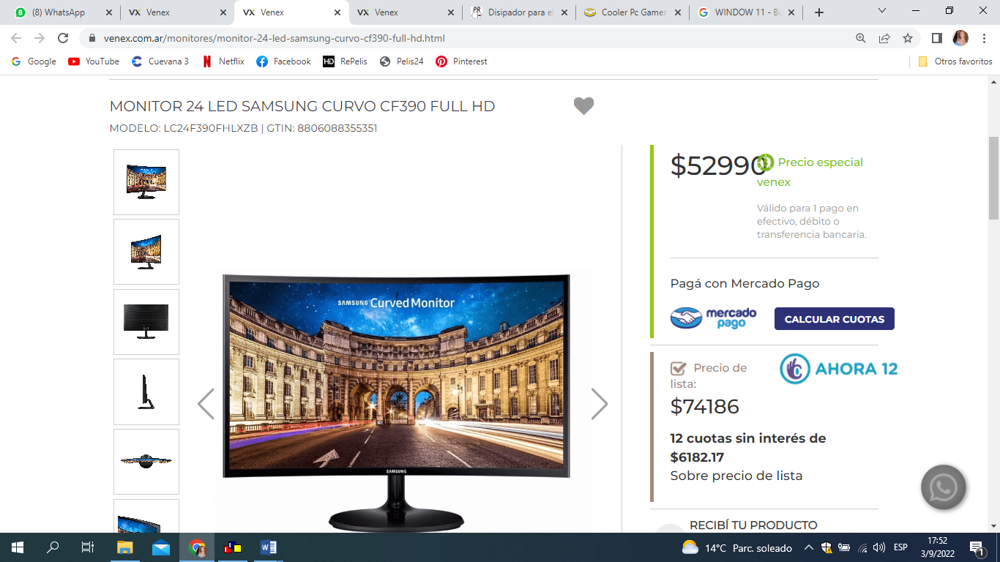 (8) WhatsApp
Venex
Venex
Venex
Disipador para el
Cooler Pc Gamer
WINDOW 11 - Bu
venex.com.ar/monitores/monitor-24-led-samsung-curvo-cf390-full-hd.html
Google
YouTube
Cuevana 3
Netflix
Facebook
HD
RePelis
Pelis24
Pinterest
Otros favoritos
MONITOR 24 LED SAMSUNG CURVO CF390 FULL HD
MODELO: LC24F390FHLXZB | GTIN: 8806088355351
SAMSUNG Curved Monitor
SAMSUNG
$52990
Precio especial
venex
Válido para 1 pago en
efectivo, débito o
transferencia bancaria.
Pagá con Mercado Pago
mercado
pago
CALCULAR CUOTAS
Precio de
lista:
AHORA 12
$74186
12 cuotas sin interés de
$6182.17
Sobre precio de lista
RECIBÍ TU PRODUCTO
14°C Parc. soleado
ESP
17:52
3/9/2022
1